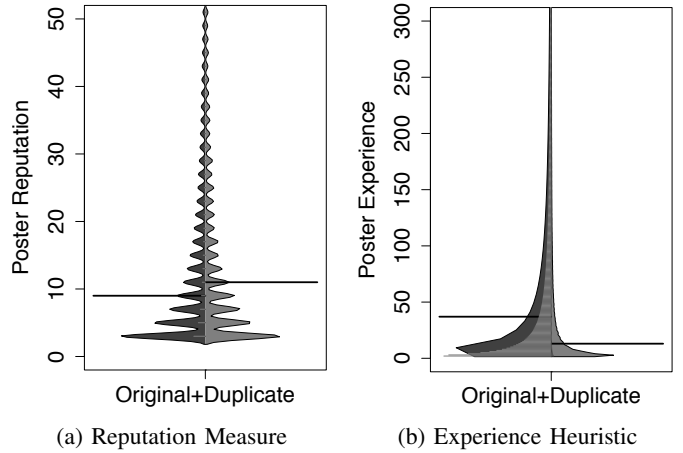 Poster Reputation
50
40
30
20
10
0
Original+Duplicate
(a) Reputation Measure
Poster Experience
300
250
200
150
100
50
0
Original+Duplicate
(b) Experience Heuristic